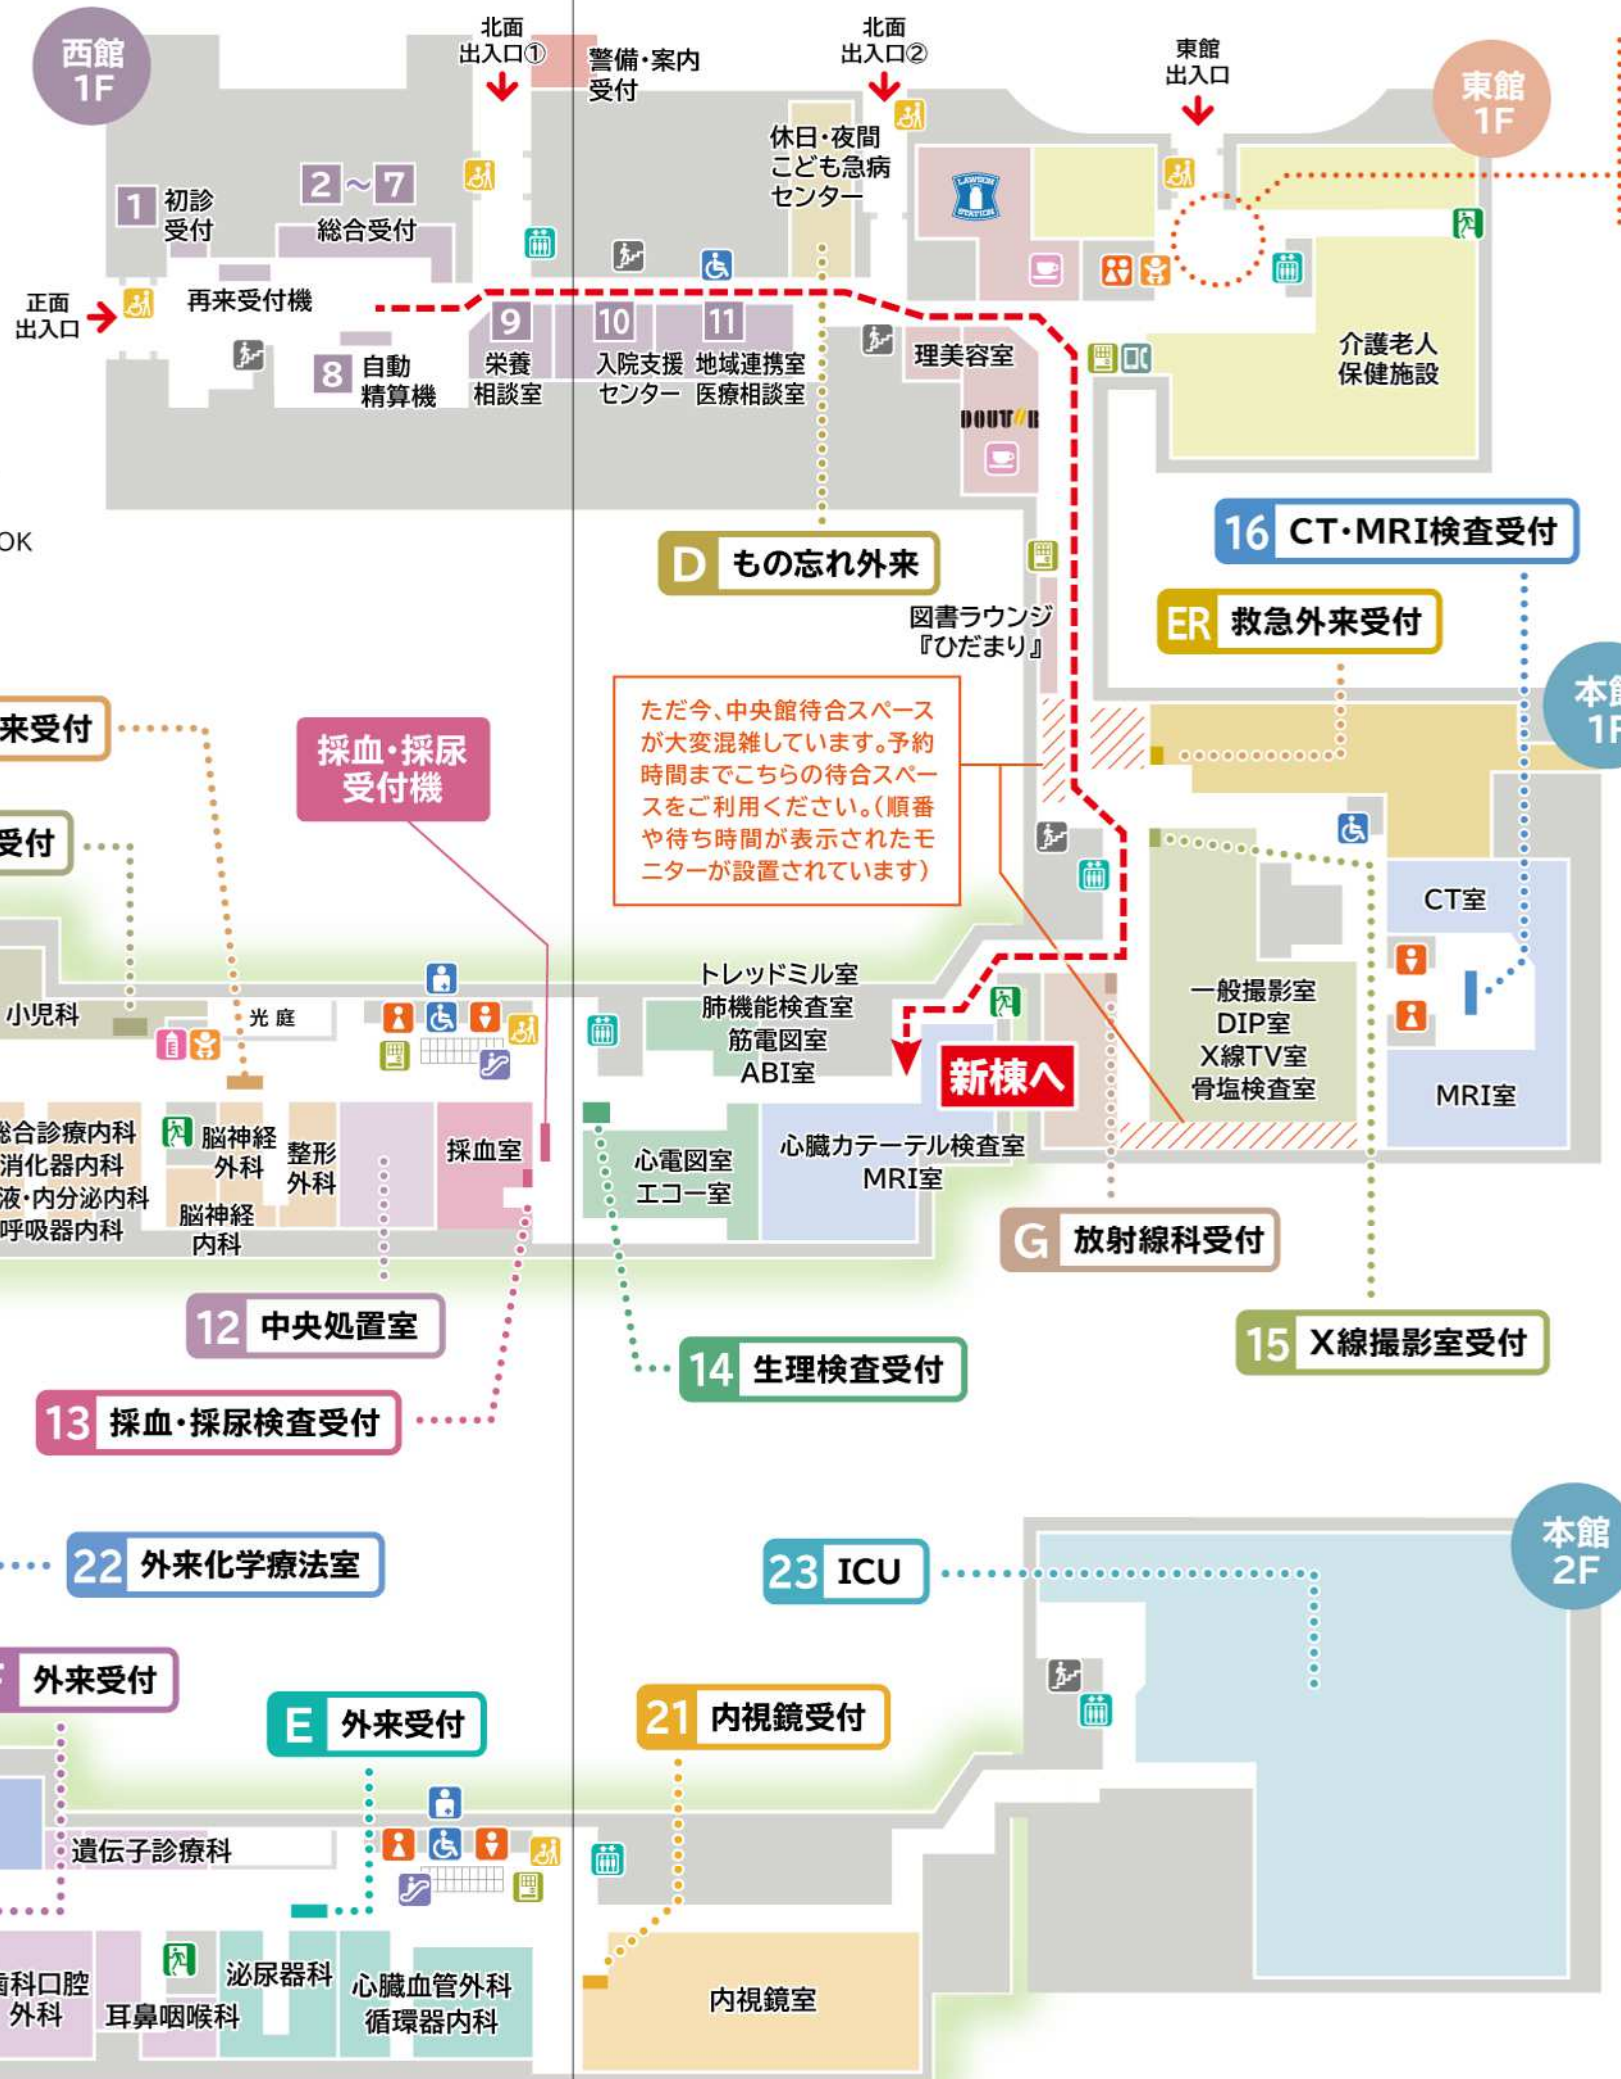 西館
1F
北面
出入口①
警備・案内
受付
北面
出入口②
東館
出入口
東館
1F
休日・夜間
こども急病
センター
1 初診
受付
2～7
総合受付
LAWSON
STATION
正面
出入口
再来受付機
8 自動
精算機
9
栄養
相談室
10
入院支援
センター
11
地域連携室
医療相談室
理美容室
介護老人
保健施設
OK
D もの忘れ外来
16 CT・MRI検査受付
ER 救急外来受付
図書ラウンジ
『ひだまり』
1F
来受付
採血・採尿
受付機
ただ今、中央館待合スペース
が大変混雑しています。予約
時間までこちらの待合スペー
スをご利用ください。（順番
や待ち時間が表示されたモ
ニターが設置されています）
受付
CT室
小児科
光庭
トレッドミル室
肺機能検査室
筋電図室
ABI室
一般撮影室
DIP室
X線TV室
骨塩検査室
新棟へ
MRI室
総合診療内科
消化器内科
液・内分泌内科
呼吸器内科
脳神経
外科
整形
外科
脳神経
内科
採血室
心電図室
エコー室
心臓カテーテル検査室
MRI室
G 放射線科受付
12 中央処置室
13 採血・採尿検査受付
14 生理検査受付
15 X線撮影室受付
22 外来化学療法室
23 ICU
本館
2F
外来受付
E 外来受付
21 内視鏡受付
遺伝子診療科
歯科口腔
外科
耳鼻咽喉科
泌尿器科
心臓血管外科
循環器内科
内視鏡室